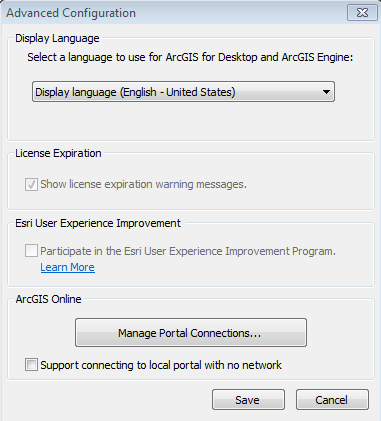 Advanced Configuration
Display Language
Select a language to use for ArcGIS for Desktop and ArcGIS Engine:
Display language (English - United States)
License Expiration
Show license expiration warning messages.
Esri User Experience Improvement
Participate in the Esri User Experience Improvement Program.
Learn More
ArcGIS Online
Manage Portal Connections...
Support connecting to local portal with no network
Save Cancel